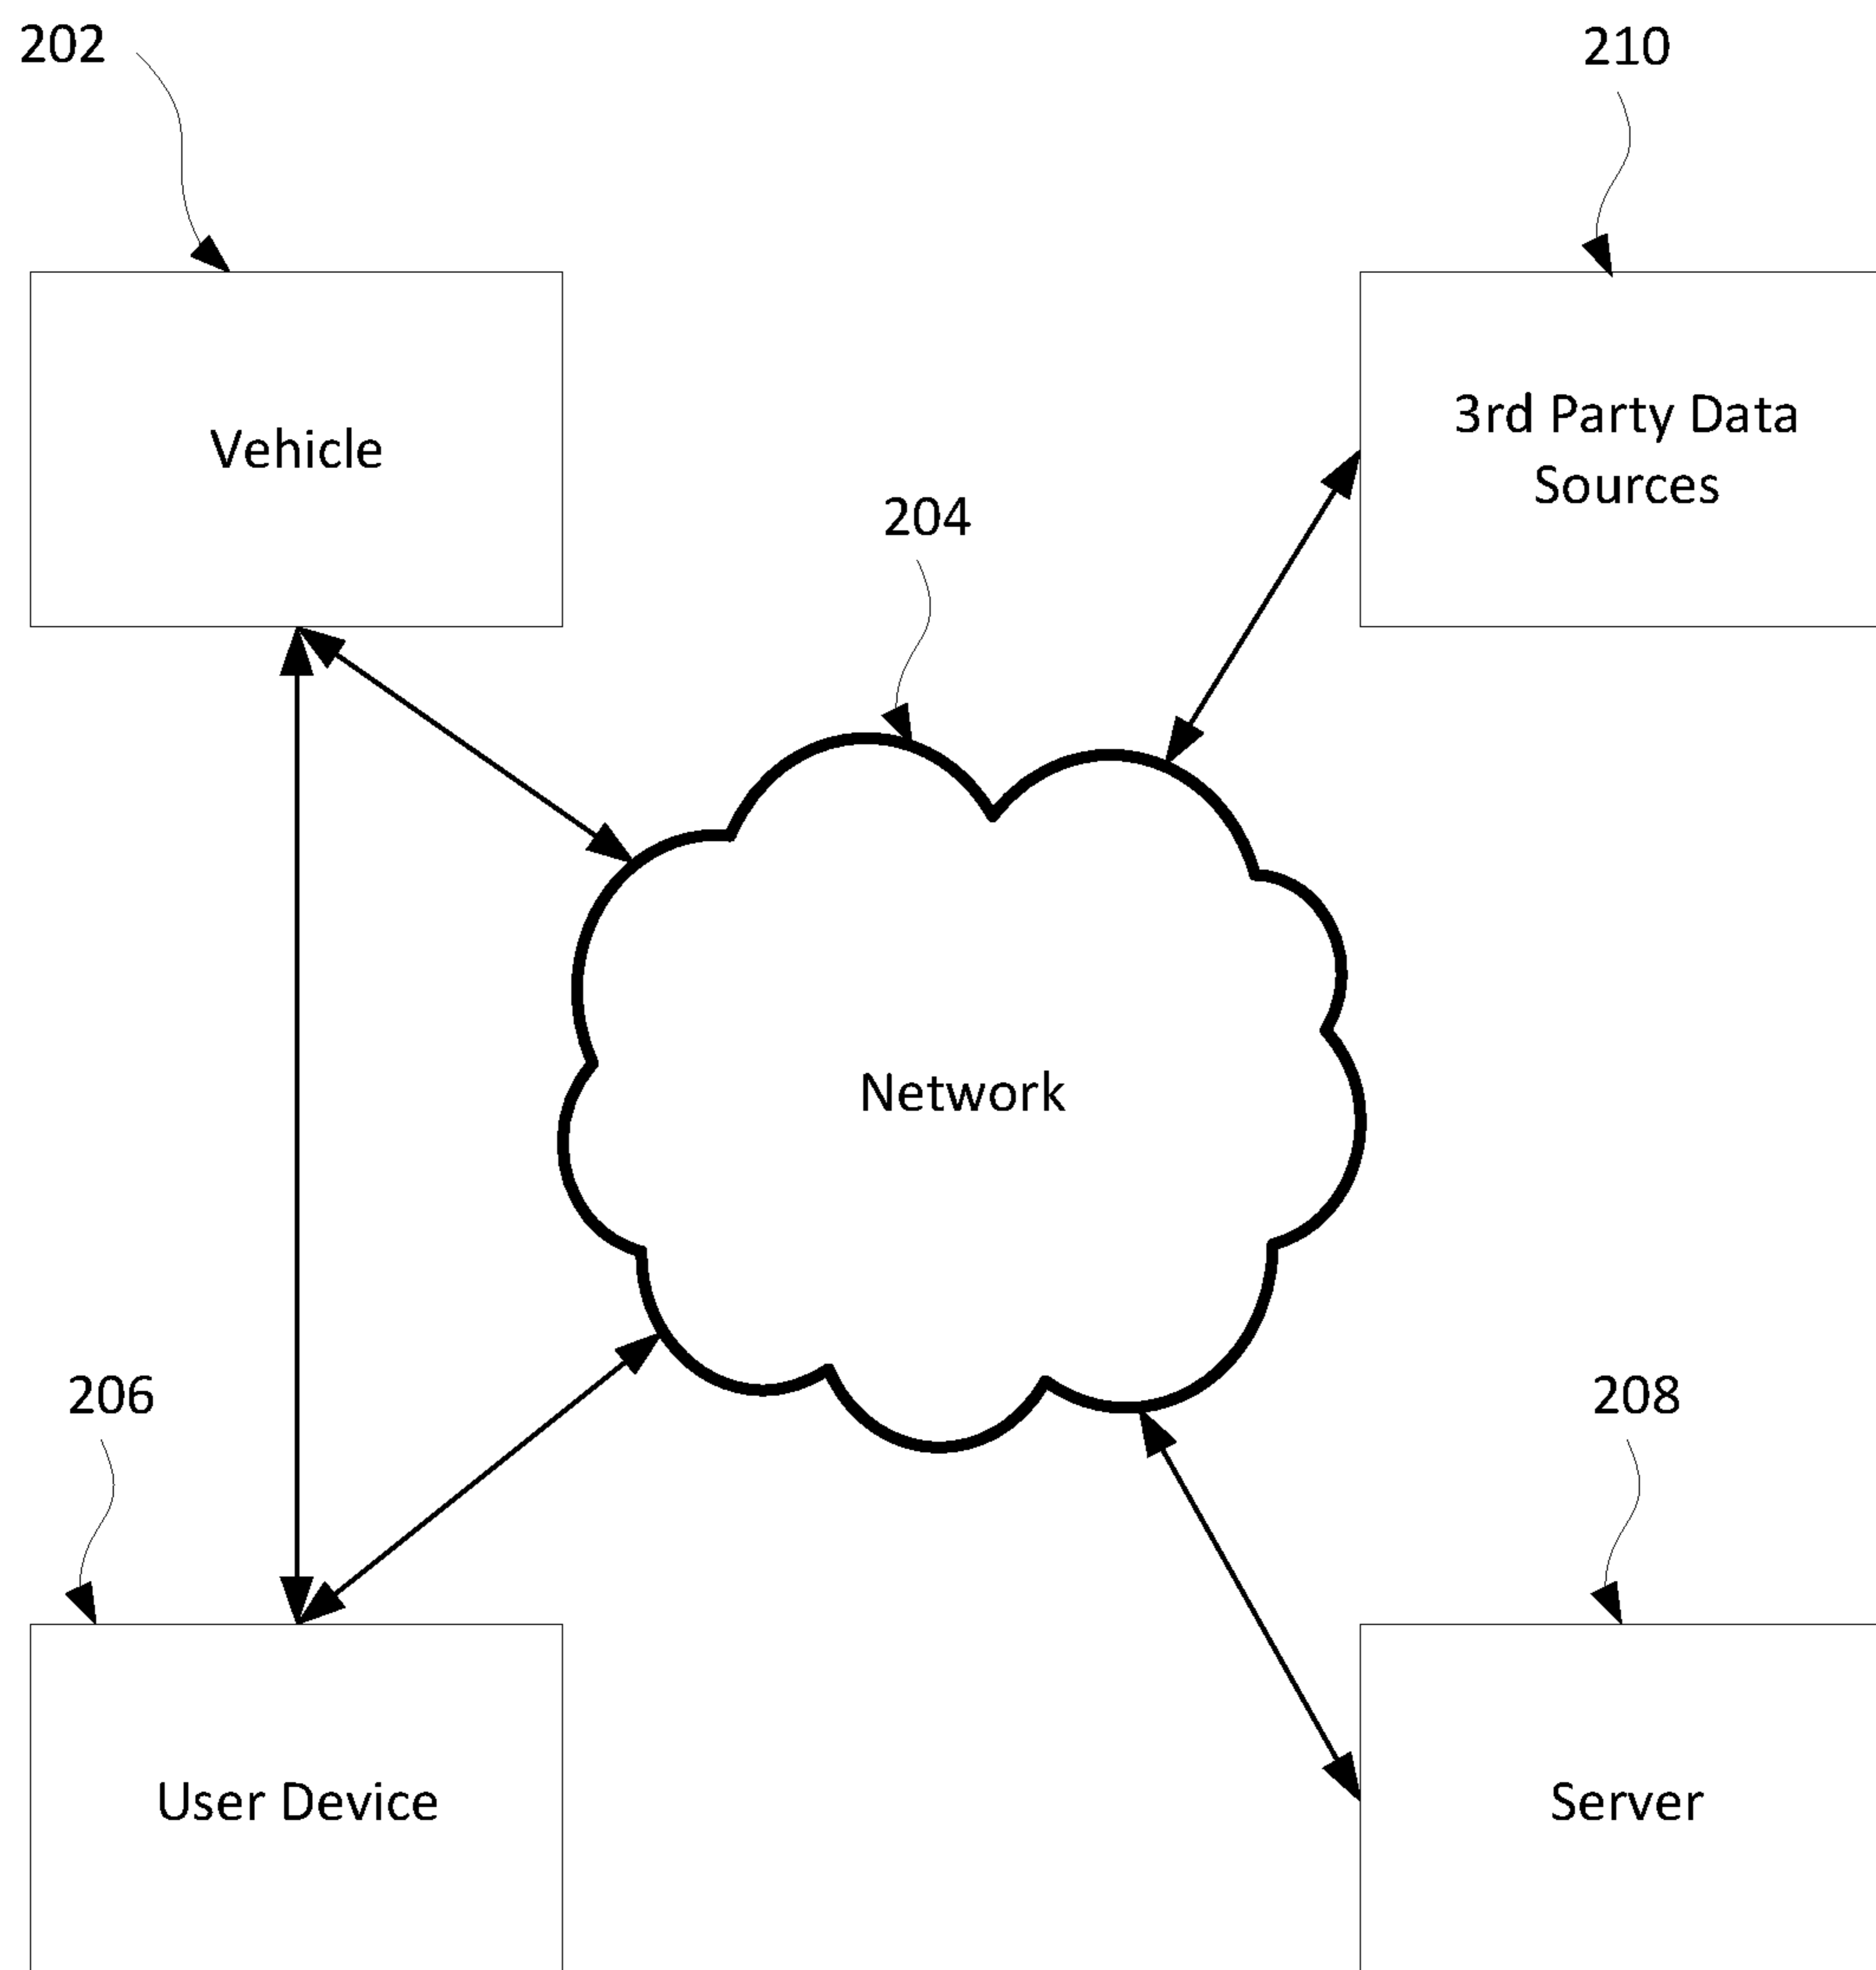 202
210
Vehicle
3rd Party Data
Sources
204
Network
206
208
User Device
Server